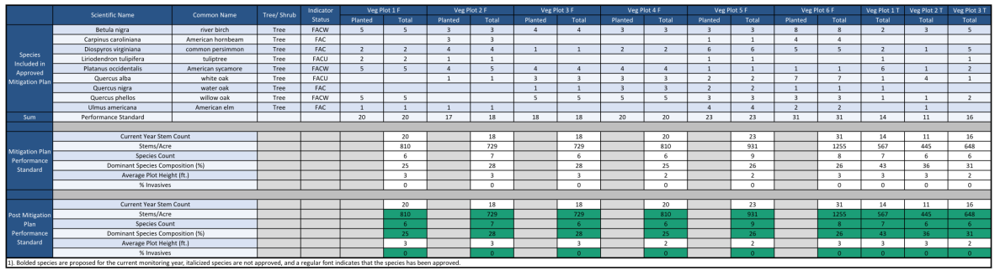 Scientific Name Common Name Tree/ Shrub Indicator Status Veg Plot 1 F Veg Plot 2 F Veg Plot 3 F Veg Plot 4 F Veg Plot 5 F Veg Plot 6 F Veg Plot 1 T Veg Plot 2 T Veg Plot 3 T
Planted Total Planted Total Planted Total Planted Total Planted Total Planted Total Total Total Total
Species Included in Approved Mitigation Plan
Betula nigra river birch Tree FACW 5 5 3 3 4 4 3 3 3 3 8 8 2 3 5
Carpinus caroliniana American hornbeam Tree FAC 3 3 1 1 4 4
Diospyros virginiana common persimmon Tree FAC 2 2 4 4 1 1 2 2 6 6 5 5 2 1 5
Liriodendron tulipifera tuliptree Tree FACU 2 2 1 1 1 1 1 1
Platanus occidentalis American sycamore Tree FACW 5 5 4 5 4 4 4 4 1 1 1 1 6 1 2
Quercus alba white oak Tree FACU 1 1 3 3 3 3 2 2 7 7 1 4 1
Quercus nigra water oak Tree FAC 1 1 3 3 2 2 1 1 1
Quercus phellos willow oak Tree FACW 5 5 5 5 5 5 3 3 3 3 1 1 2
Ulmus americana American elm Tree FAC 1 1 1 1 4 4 2 2 1
Sum Performance Standard 20 20 17 18 18 18 20 20 23 23 31 31 14 11 16
Mitigation Plan Performance Standard
Current Year Stem Count 20 18 18 20 23 31 14 11 16
Stems/Acre 810 729 729 810 931 1255 567 445 648
Species Count 6 7 6 6 9 8 7 6 6
Dominant Species Composition (%) 25 28 28 25 26 26 43 36 31
Average Plot Height (ft.) 3 3 3 2 2 3 3 3 2
% Invasives 0 0 0 0 0 0 0 0 0
Post Mitigation Plan Performance Standard
Current Year Stem Count 20 18 18 20 23 31 14 11 16
Stems/Acre 810 729 729 810 931 1255 567 445 648
Species Count 6 7 6 6 9 8 7 6 6
Dominant Species Composition (%) 25 28 28 25 26 26 43 36 31
Average Plot Height (ft.) 3 3 3 2 2 3 3 3 2
% Invasives 0 0 0 0 0 0 0 0 0
1). Bolded species are proposed for the current monitoring year, italicized species are not approved, and a regular font indicates that the species has been approved.